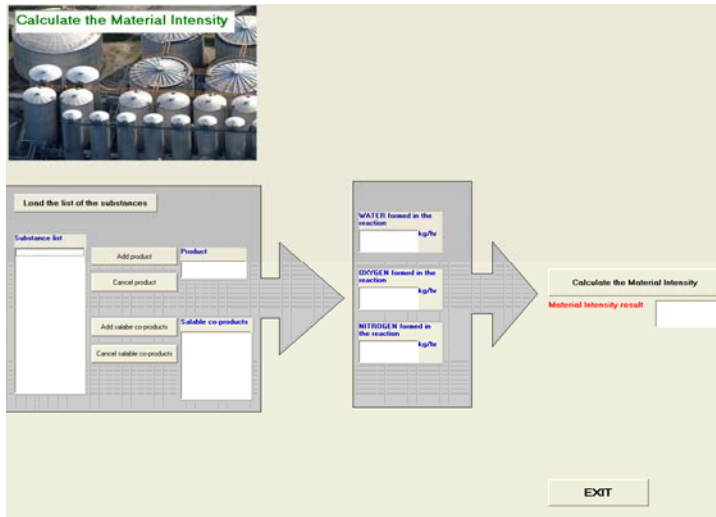 Calculate the Material Intensity
Load the list of the substances
Substance list
Add product
Cancel product
Product
Add salabe co-products
Cancel salable co-products
Salable co-products
WATER formed in the
reaction
kg/hr
OXYGEN formed in the
reaction
kg/hr
NITROGEN formed in
the reaction
kg/hr
Calculate the Material Intensity
Material Intensity result
EXIT